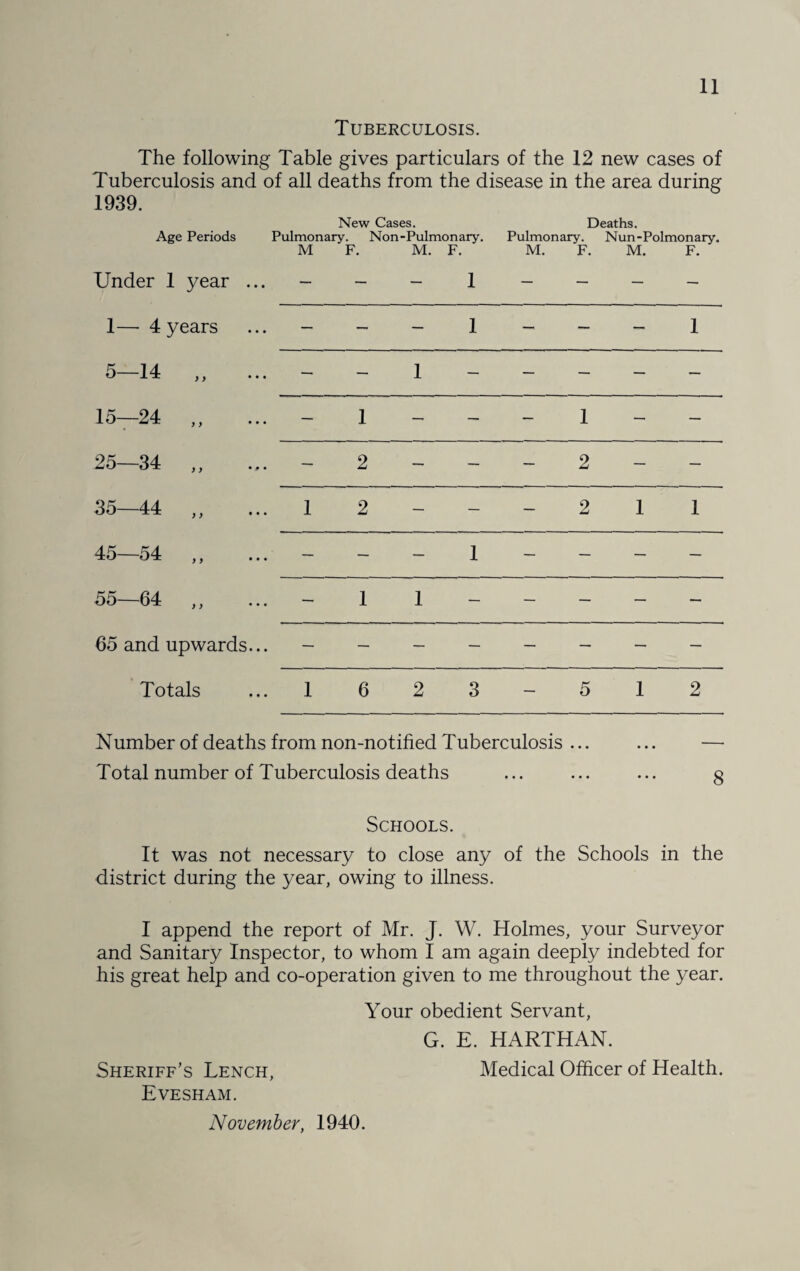 11
TUBERCULOSIS.
The following Table gives particulars of the 12 new cases of
Tuberculosis and of all deaths from the disease in the area during
1939.
New Cases. Deaths.
Age Periods Pulmonary. Non-Pulmonary. Pulmonary. Nun-Polmonary.
M F. M. F. M. F. M. F.
Under 1 year ... – – – 1 – – – –
1— 4 years ... – – – 1 – – – 1
5—14 ,, ... – – 1 – – – – –
15—24 ,, ... – 1 – – – 1 – –
25—34 ,, ... – 2 – – – 2 – –
35—44 ,, ... 1 2 – – – 2 1 1
45—54 ,, ... – – – 1 – – – –
55—64 ,, ... – 1 1 – – – – –
65 and upwards... – – – – – – – –
Totals ... 1 6 2 3 – 5 1 2
Number of deaths from non-notified Tuberculosis ... ... —
Total number of Tuberculosis deaths ... ... ... 8
SCHOOLS.
It was not necessary to close any of the Schools in the
district during the year, owing to illness.
I append the report of Mr. J. W. Holmes, your Surveyor
and Sanitary Inspector, to whom I am again deeply indebted for
his great help and co-operation given to me throughout the year.
Your obedient Servant,
G. E. HARTHAN.
SHERIFF'S LENCH, Medical Officer of Health.
EVESHAM.
November, 1940.